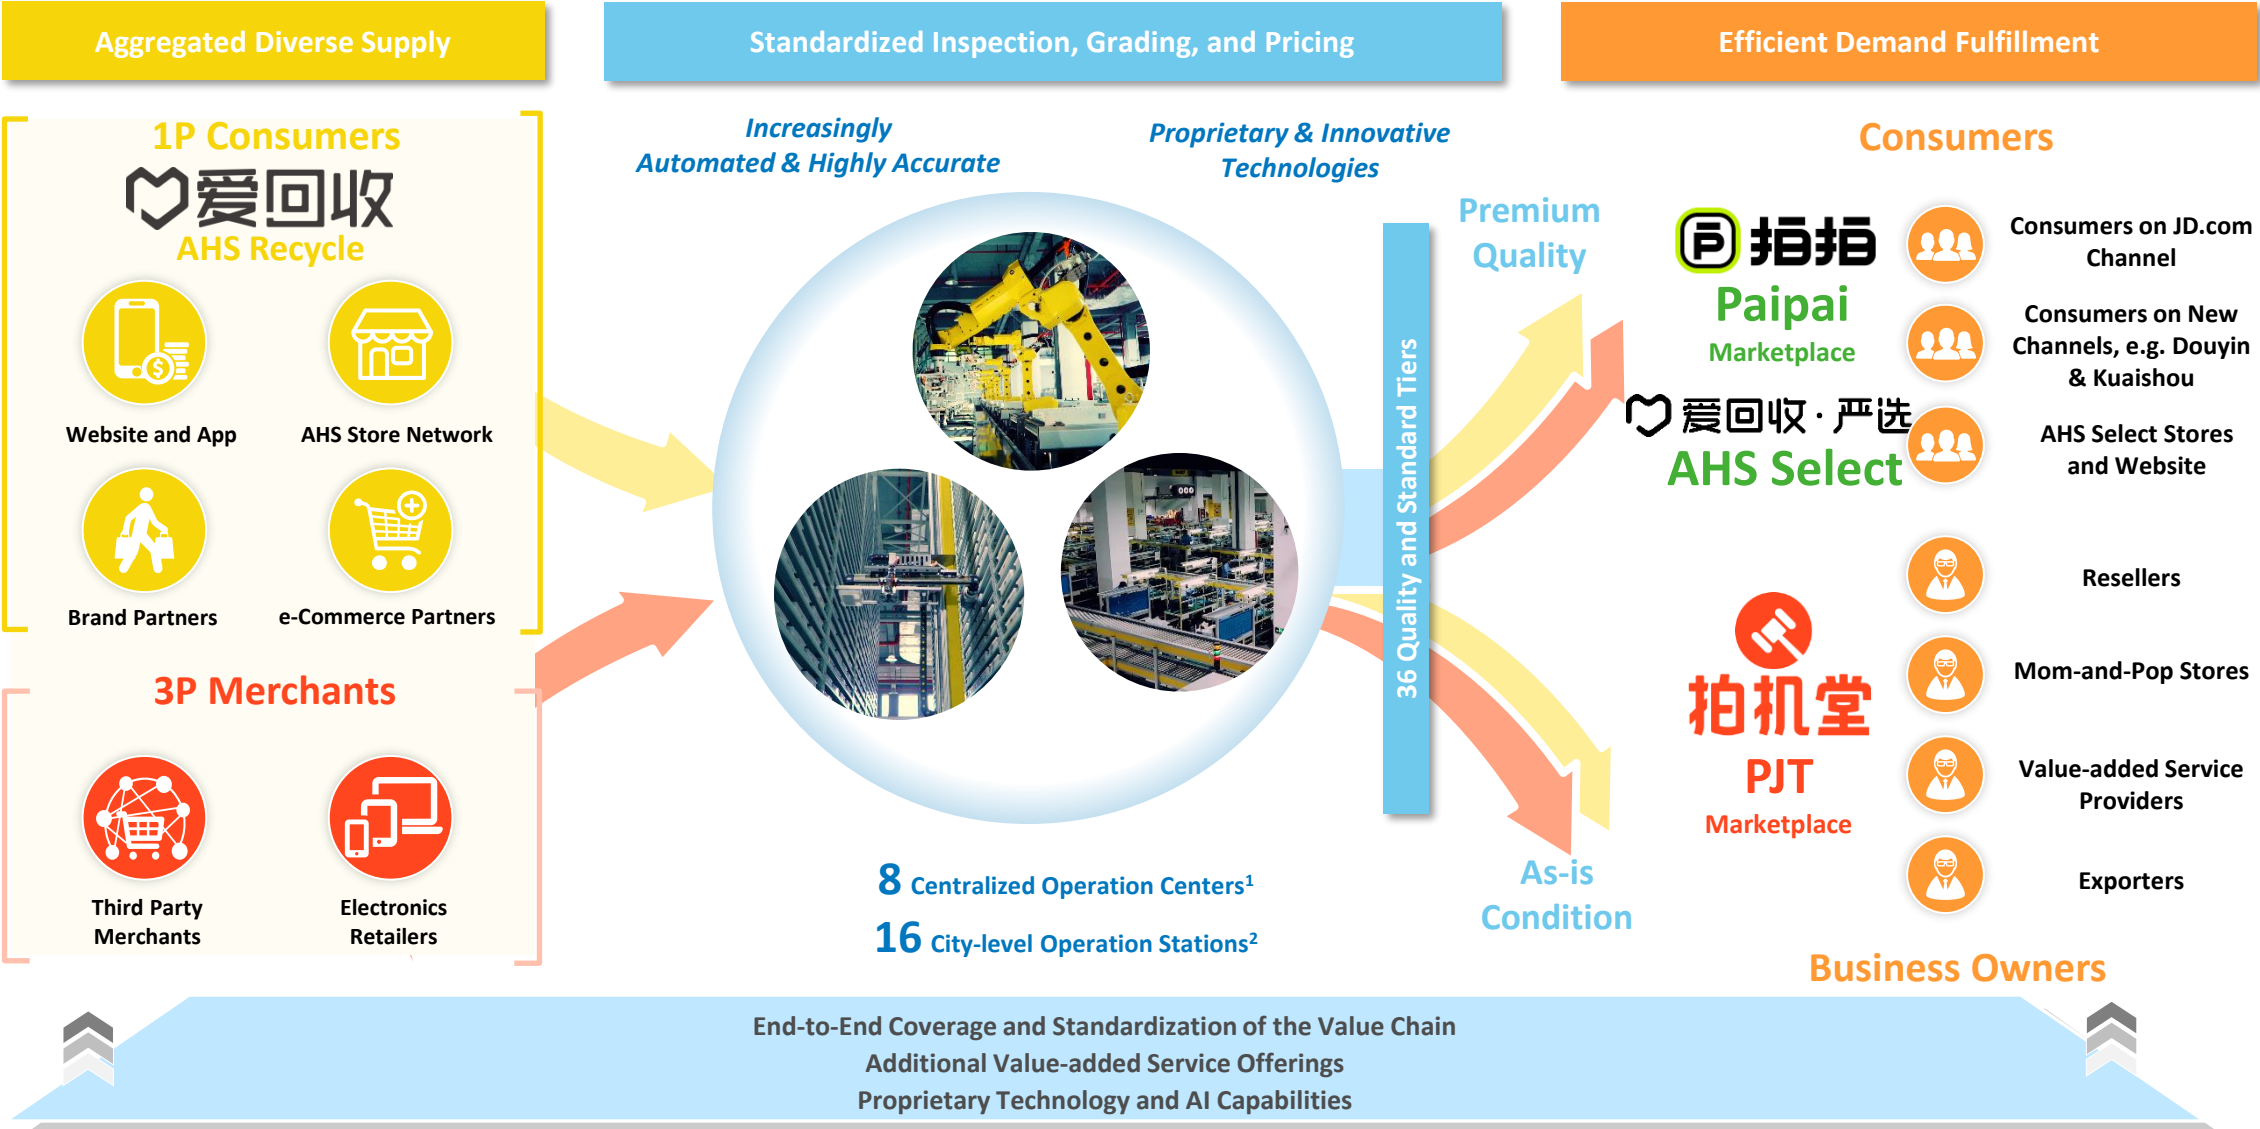 Aggregated Diverse Supply
Standardized Inspection, Grading, and Pricing
Efficient Demand Fulfillment
1P Consumers
爱回收
AHS Recycle
Website and App
AHS Store Network
Brand Partners
e-Commerce Partners
3P Merchants
Third Party
Merchants
Electronics
Retailers
Increasingly
Automated & Highly Accurate
Proprietary & Innovative
Technologies
8 Centralized Operation Centers1
16 City-level Operation Stations2
36 Quality and Standard Tiers
Premium
Quality
As-is
Condition
Consumers
拍拍
Paipai
Marketplace
爱回收·严选
AHS Select
Consumers on JD.com
Channel
Consumers on New
Channels, e.g. Douyin
& Kuaishou
AHS Select Stores
and Website
拍机堂
PJT
Marketplace
Resellers
Mom-and-Pop Stores
Value-added Service
Providers
Exporters
Business Owners
End-to-End Coverage and Standardization of the Value Chain
Additional Value-added Service Offerings
Proprietary Technology and AI Capabilities